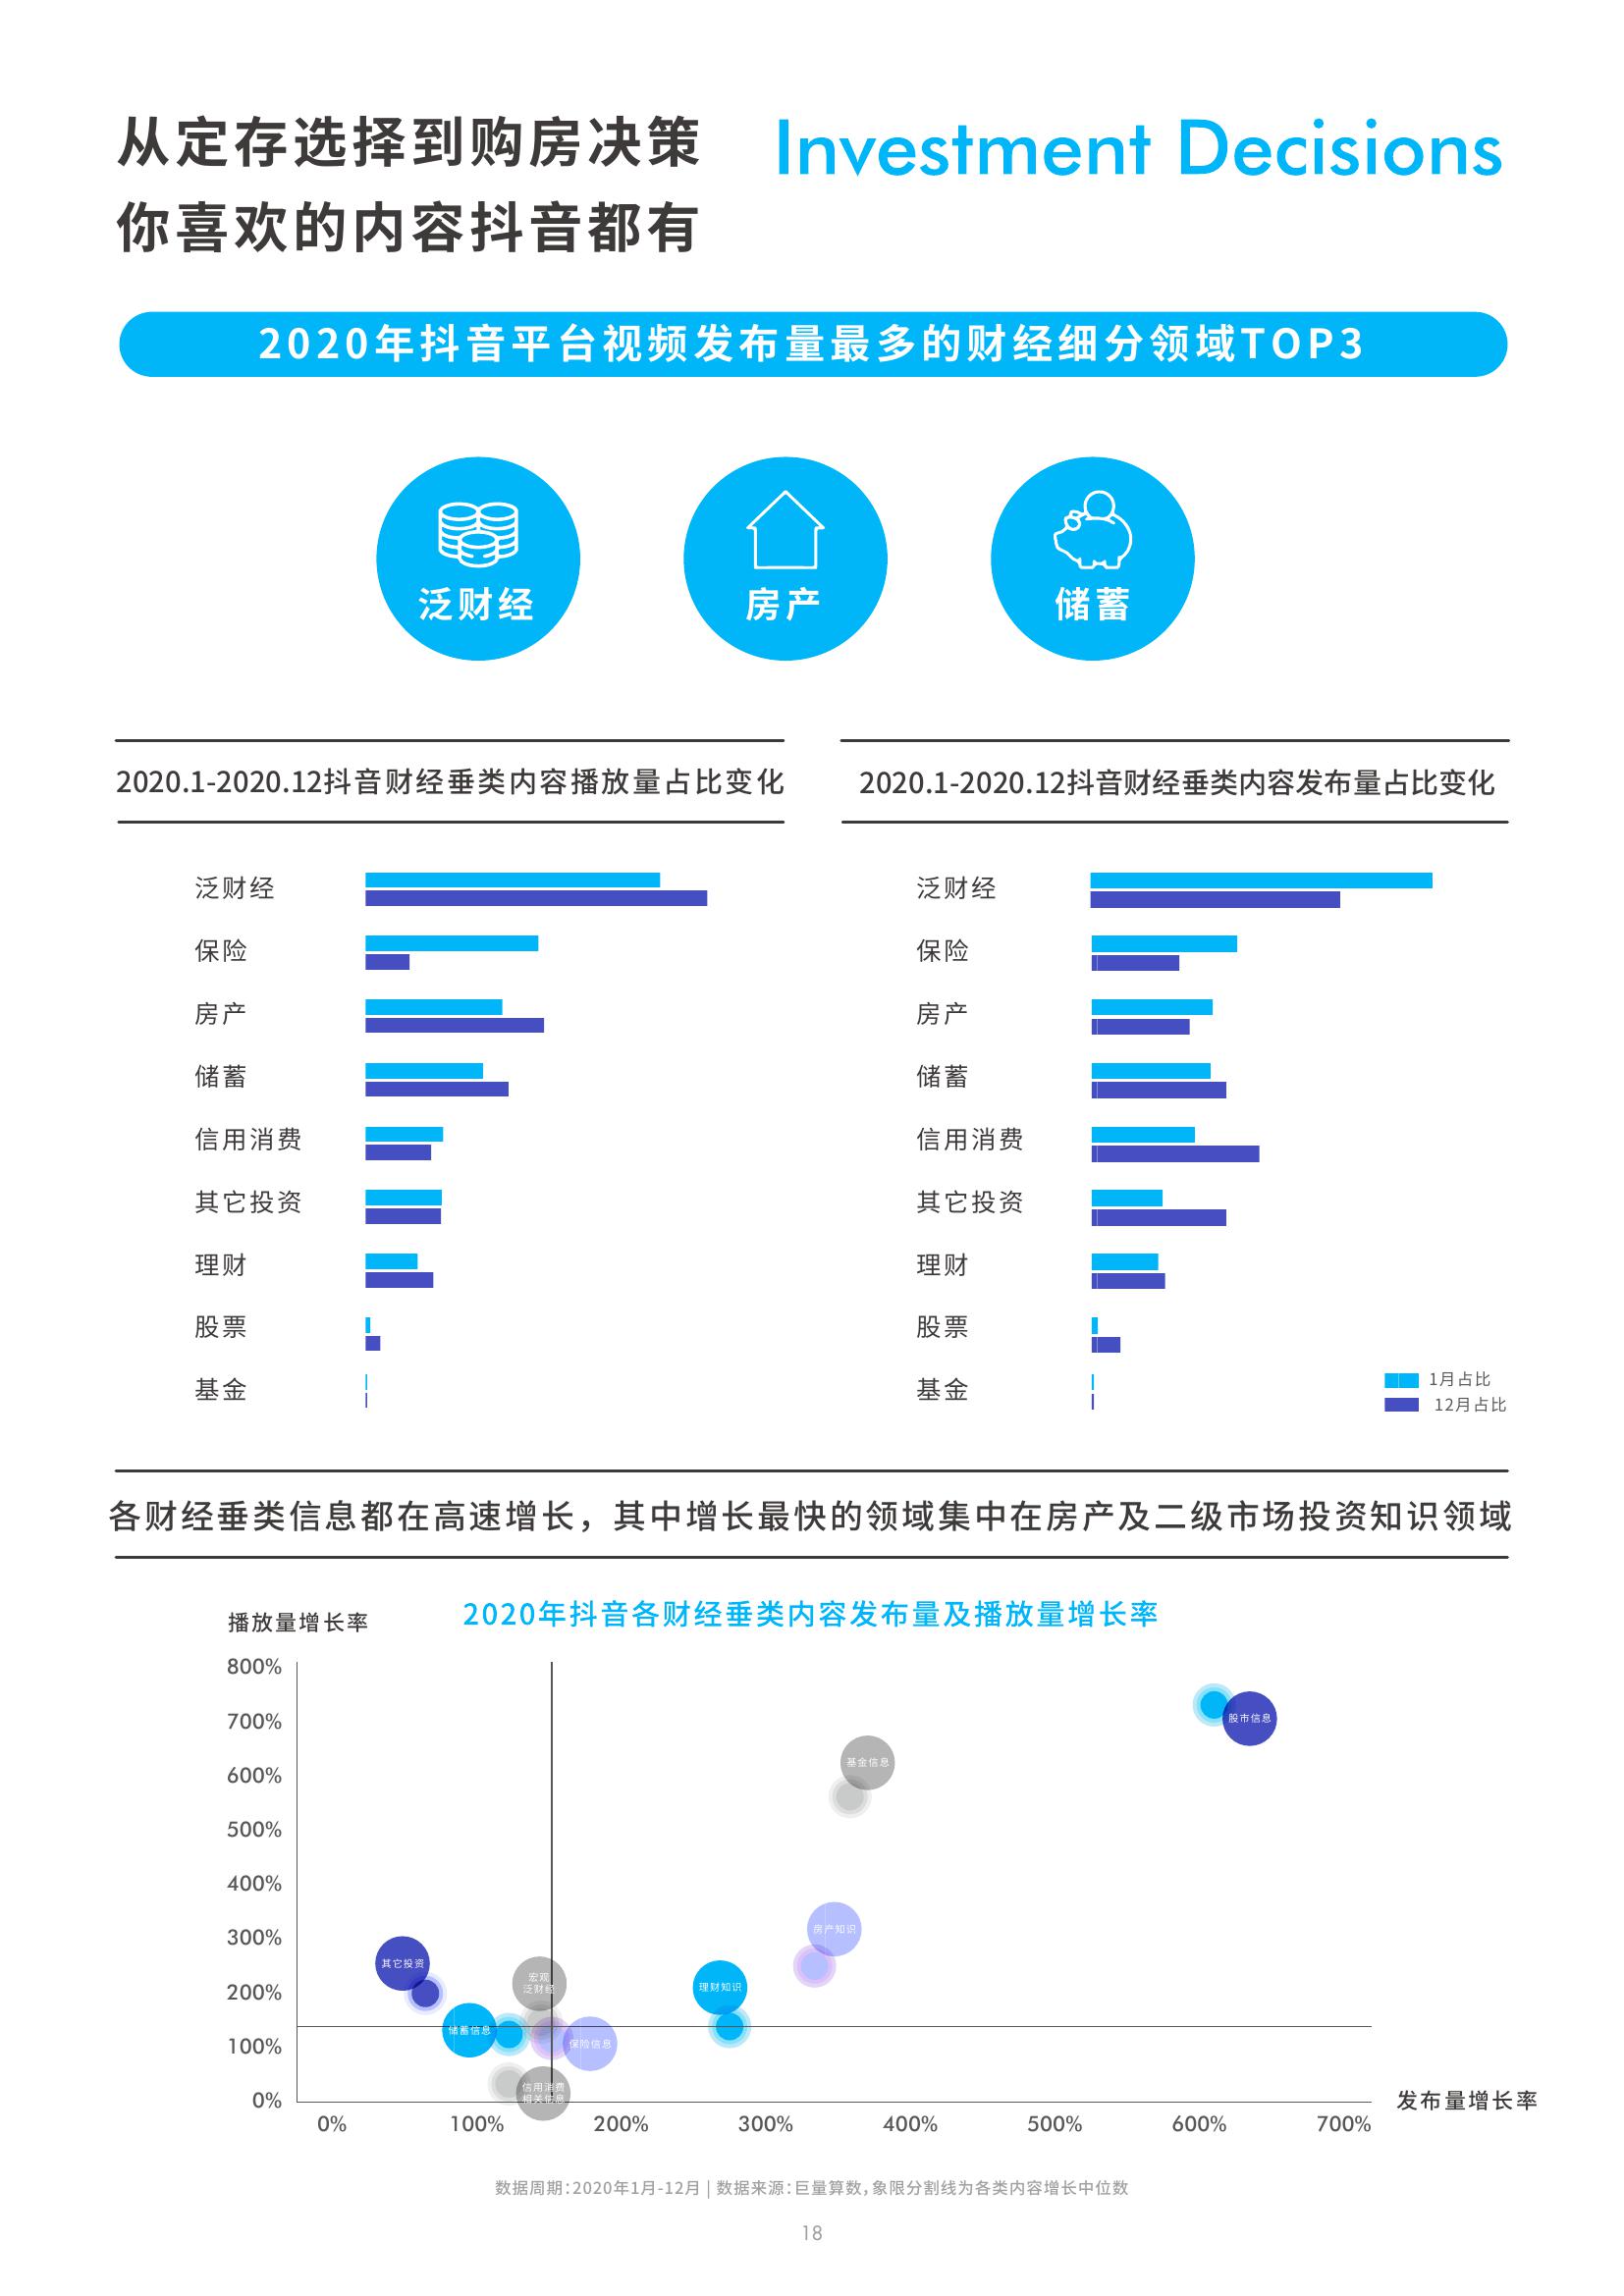 从定存选择到购房决策
Investment Decisions
你喜欢的内容抖音都有
2020年抖音平台视频发布量最多的财经细分领域TOP3
泛财经
房产
储蓄
2020.1-2020.12抖音财经垂类内容播放量占比变化
泛财经
保险
房产
储蓄
信用消费
其它投资
理财
股票
基金
2020.1-2020.12抖音财经垂类内容发布量占比变化
泛财经
保险
房产
储蓄
信用消费
其它投资
理财
股票
基金
1月占比
12月占比
各财经垂类信息都在高速增长，其中增长最快的领域集中在房产及二级市场投资知识领域
2020年抖音各财经垂类内容发布量及播放量增长率
播放量增长率
800%
700%
600%
500%
400%
300%
200%
100%
0%
股市信息
基金信息
房产知识
其它投资
宏观
泛财经
理财知识
储蓄信息
保险信息
信用消费
相关信息
发布量增长率
0%
100%
200%
300%
400%
500%
600%
700%
数据周期：2020年1月-12月 | 数据来源：巨量算数，象限分割线为各类内容增长中位数
18